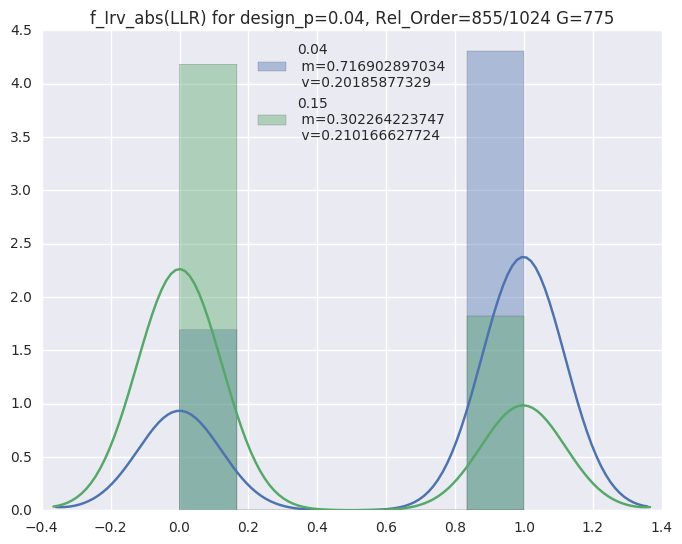 f_Irv_abs(LLR) for design_p=0.04, Rel_Order=855/1024 G=775
4.5
4.0
3.5
3.0
2.5
2.0
1.5
1.0
0.5
0.0
0.04
m=0.716902897034
v=0.20185877329
0.15
m=0.302264223747
v=0.210166627724
−0.4 −0.2 0.0 0.2 0.4 0.6 0.8 1.0 1.2 1.4